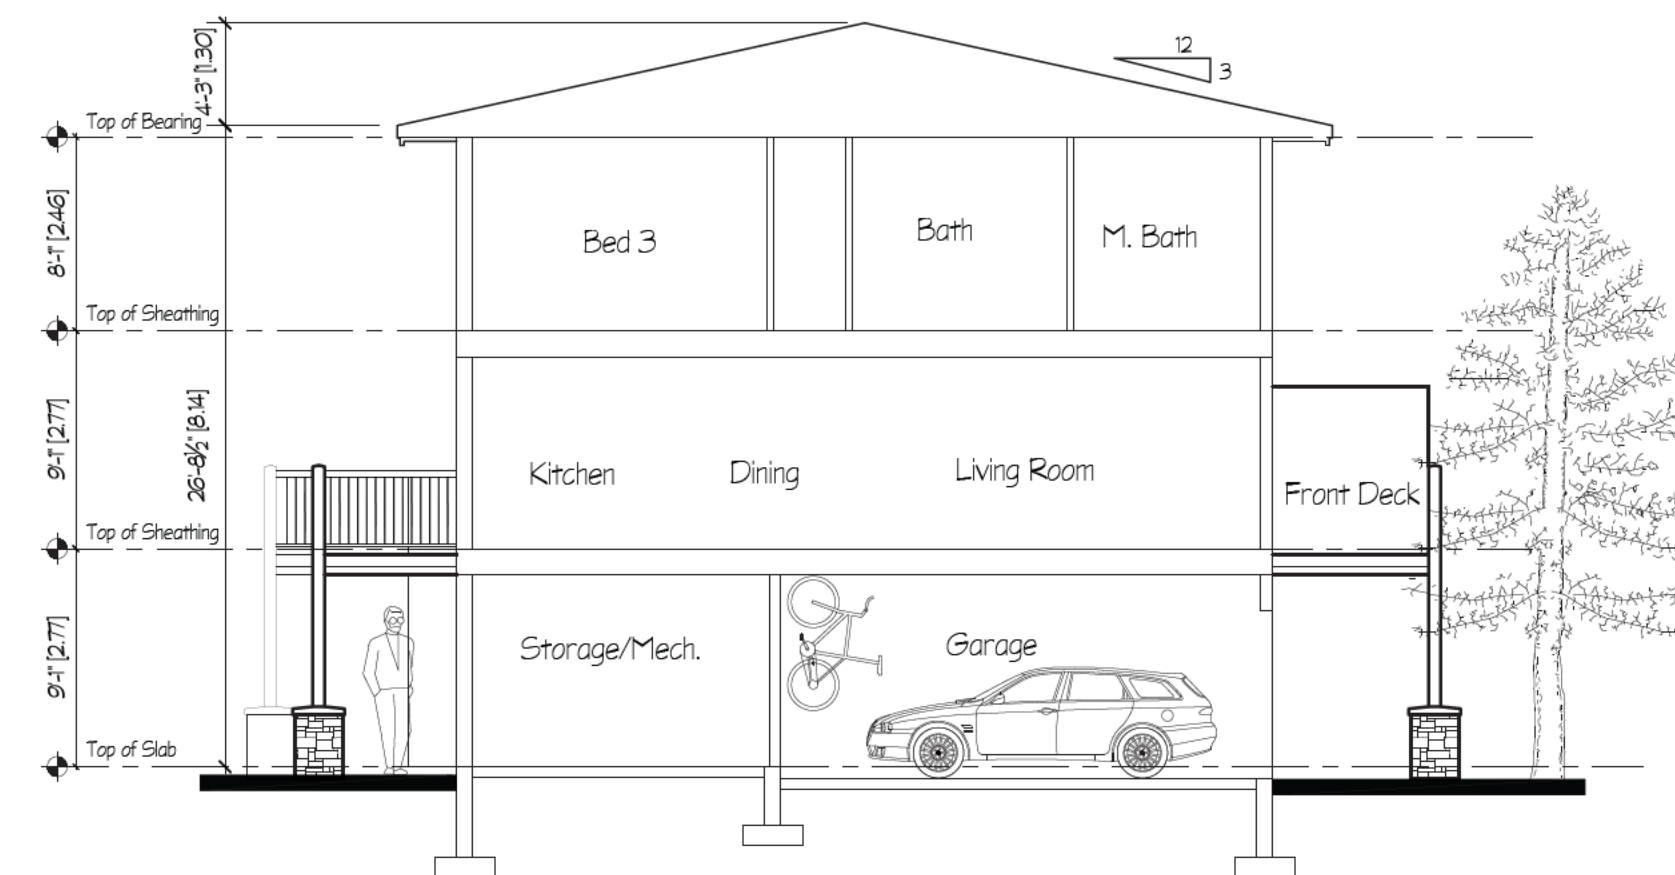 4'-3" [1.30]
12
3
Top of Bearing
8'-1" [2.46]
Bed 3
Bath
M. Bath
Top of Sheathing
9'-1" [2.77]
26'-8½" [8.14]
Kitchen
Dining
Living Room
Front Deck
Top of Sheathing
9'-1" [2.77]
Storage/Mech.
Garage
Top of Slab